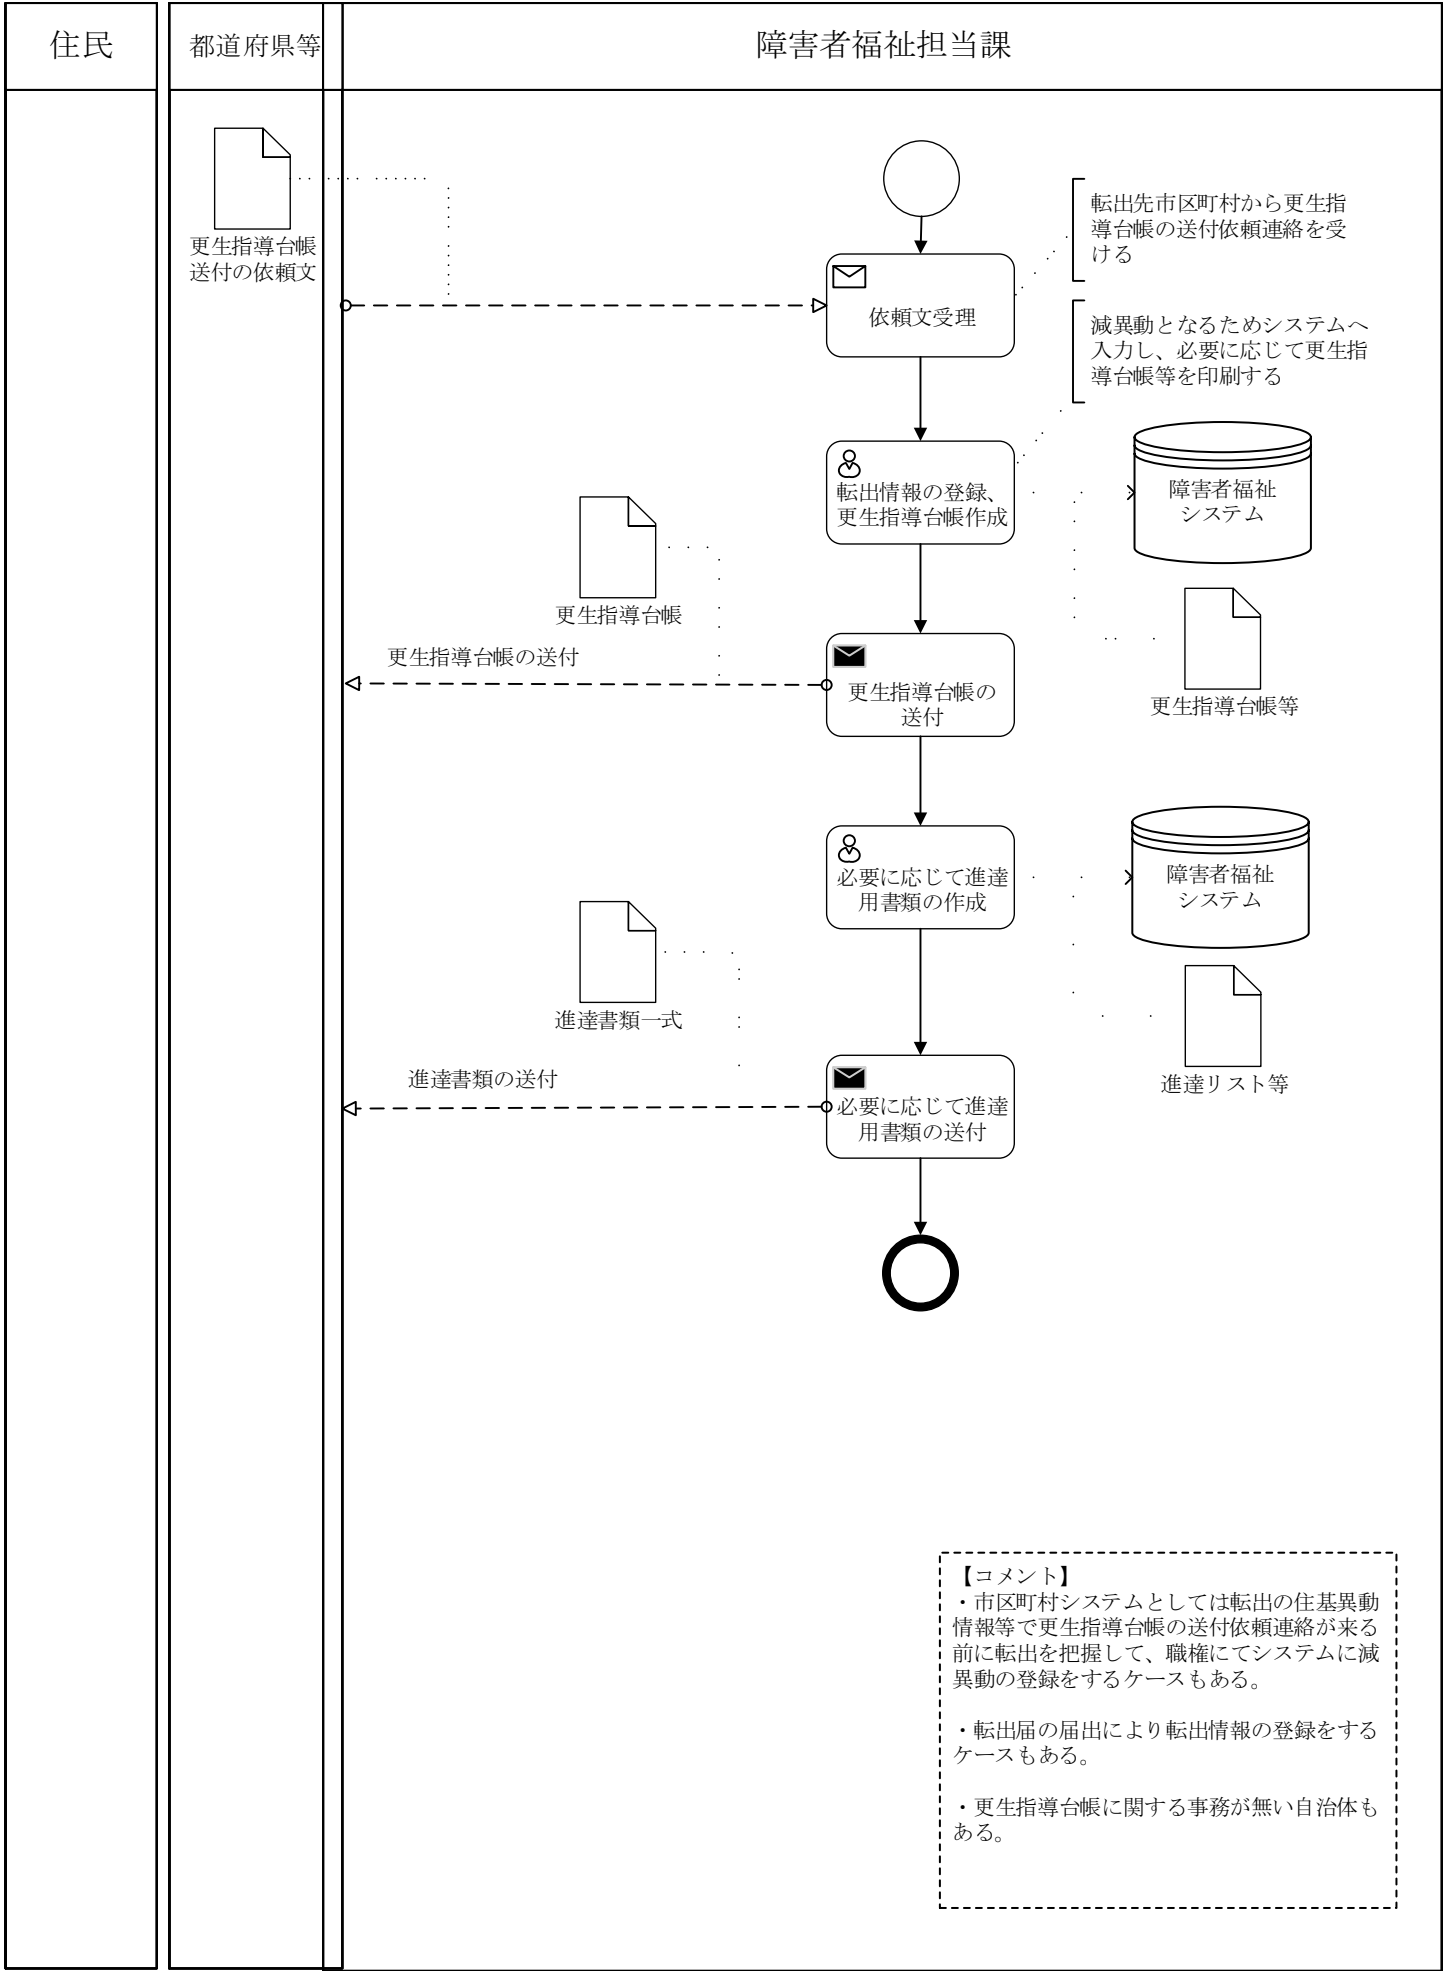 住民
都道府県等
障害者福祉担当課
更生指導台帳
送付の依頼文
転出先市区町村から更生指
導台帳の送付依頼連絡を受
ける
依頼文受理
減異動となるためシステムへ
入力し、必要に応じて更生指
導台帳等を印刷する
転出情報の登録、
更生指導台帳作成
障害者福祉
システム
更生指導台帳
更生指導台帳等
更生指導台帳の送付
更生指導台帳の
送付
必要に応じて進達
用書類の作成
障害者福祉
システム
進達書類一式
進達リスト等
進達書類の送付
必要に応じて進達
用書類の送付
【コメント】
・市区町村システムとしては転出の住基異動
情報等で更生指導台帳の送付依頼連絡が来る
前に転出を把握して、職権にてシステムに減
異動の登録をするケースもある。
・転出届の届出により転出情報の登録をする
ケースもある。
・更生指導台帳に関する事務が無い自治体も
ある。